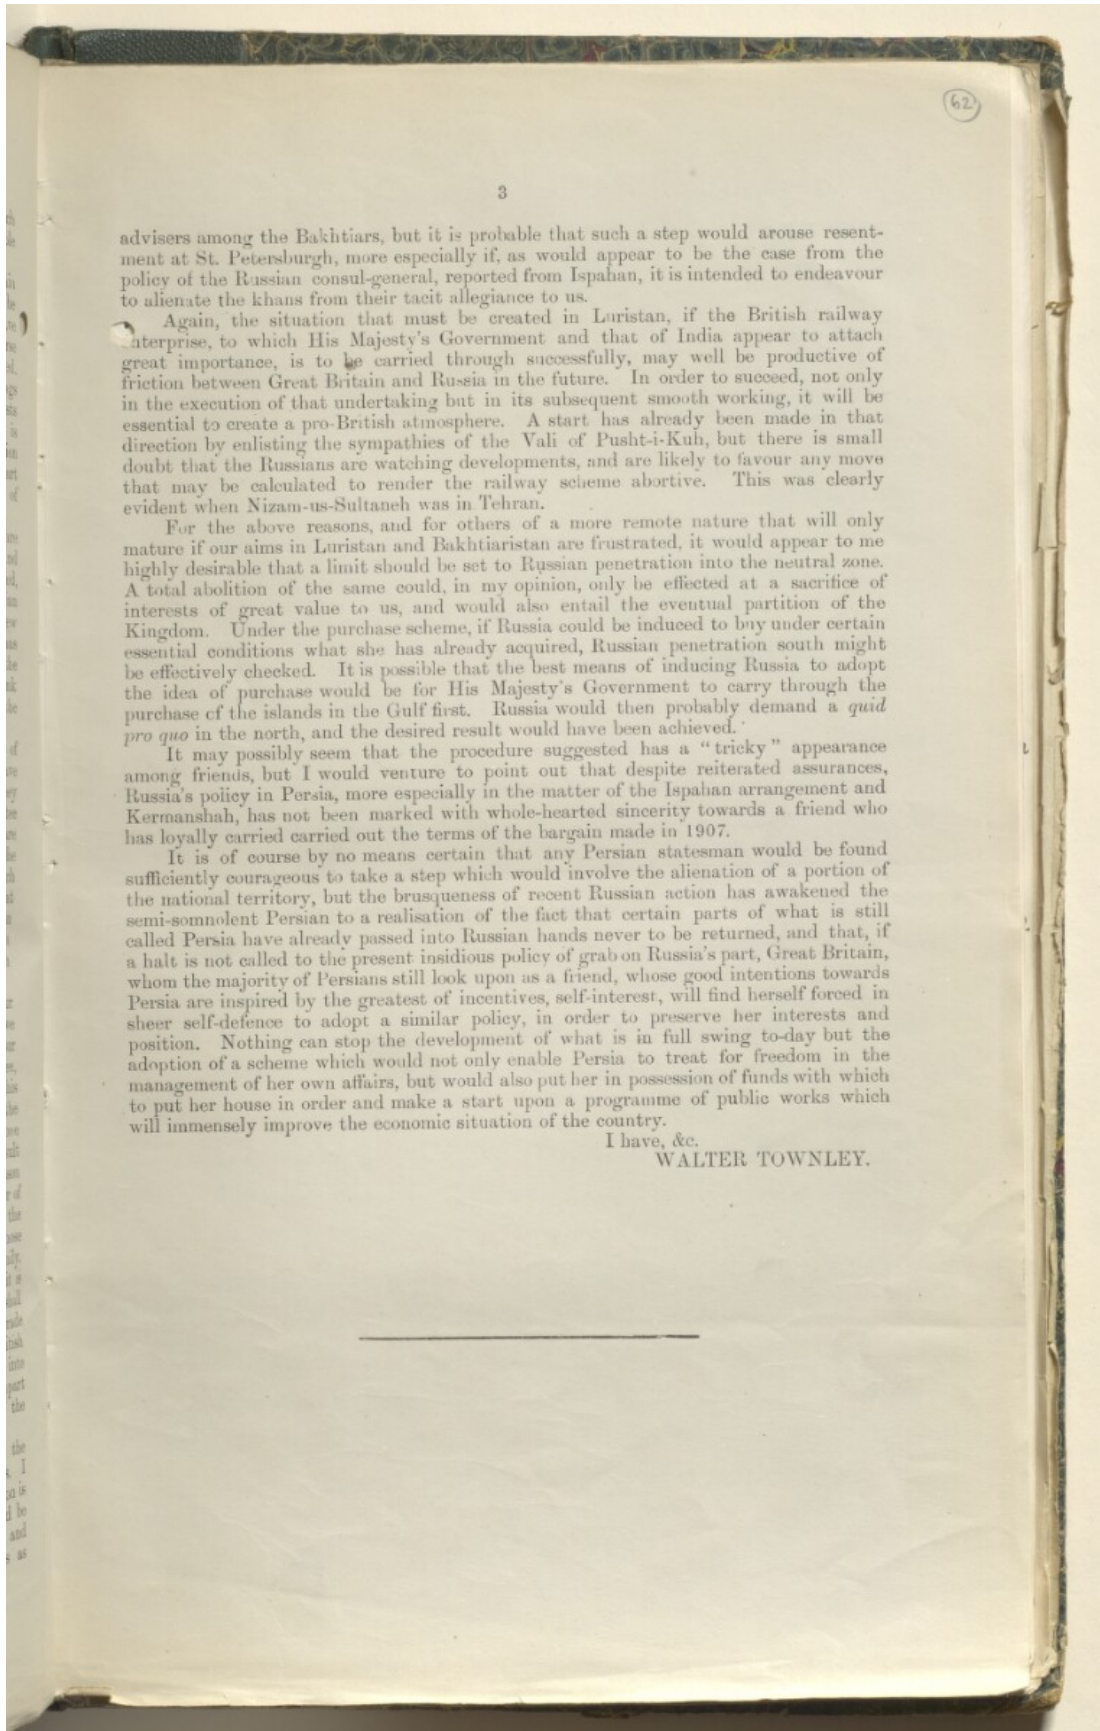 62
3
advisers among the Bakhtiars, but it is probable that such a step would arouse resent-
ment at St. Petersburgh, more especially if, as would appear to be the case from the
policy of the Russian consul-general, reported from Ispahan, it is intended to endeavour
to alienate the khans from their tacit allegiance to us.
Again, the situation that must be created in Luristan, if the British railway
nterprise, to which His Majesty's Government and that of India appear to attach
great importance, is to be carried through successfully, may well be productive of
friction between Great Britain and Russia in the future. In order to succeed, not only
in the execution of that undertaking but in its subsequent smooth working, it will be
essential to create a pro-British atmosphere. A start has already been made in that
direction by enlisting the sympathies of the Vali of Pusht-i-Kuh, but there is small
doubt that the Russians are watching developments, and are likely to favour any move
that may be calculated to render the railway scheme abortive. This was clearly
evident when Nizam-us-Sultaneh was in Tehran.
For the above reasons, and for others of a more remote nature that will only
mature if our aims in Luristan and Bakhtiaristan are frustrated, it would appear to me
highly desirable that a limit should be set to Russian penetration into the neutral zone.
A total abolition of the same could, in my opinion, only be effected at a sacrifice of
interests of great value to us, and would also entail the eventual partition of the
Kingdom. Under the purchase scheme, if Russia could be induced to buy under certain
essential conditions what she has already acquired, Russian penetration south might
be effectively checked. It is possible that the best means of inducing Russia to adopt
the idea of purchase would be for His Majesty's Government to carry through the
purchase of the islands in the Gulf first. Russia would then probably demand a quid
pro quo in the north, and the desired result would have been achieved.
It may possibly seem that the procedure suggested has a "tricky" appearance
among friends, but I would venture to point out that despite reiterated assurances,
Russia's policy in Persia, more especially in the matter of the Ispahan arrangement and
Kermanshah, has not been marked with whole-hearted sincerity towards a friend who
has loyally carried carried out the terms of the bargain made in 1907.
It is of course by no means certain that any Persian statesman would be found
sufficiently courageous to take a step which would involve the alienation of a portion of
the national territory, but the brusqueness of recent Russian action has awakened the
semi-somnolent Persian to a realisation of the fact that certain parts of what is still
called Persia have already passed into Russian hands never to be returned, and that, if
a halt is not called to the present insidious policy of grab on Russia's part, Great Britain,
whom the majority of Persians still look upon as a friend, whose good intentions towards
Persia are inspired by the greatest of incentives, self-interest, will find herself forced in
sheer self-defence to adopt a similar policy, in order to preserve her interests and
position. Nothing can stop the development of what is in full swing to-day but the
adoption of a scheme which would not only enable Persia to treat for freedom in the
management of her own affairs, but would also put her in possession of funds with which
to put her house in order and make a start upon a programme of public works which
will immensely improve the economic situation of the country.
I have, &c.
WALTER TOWNLEY.